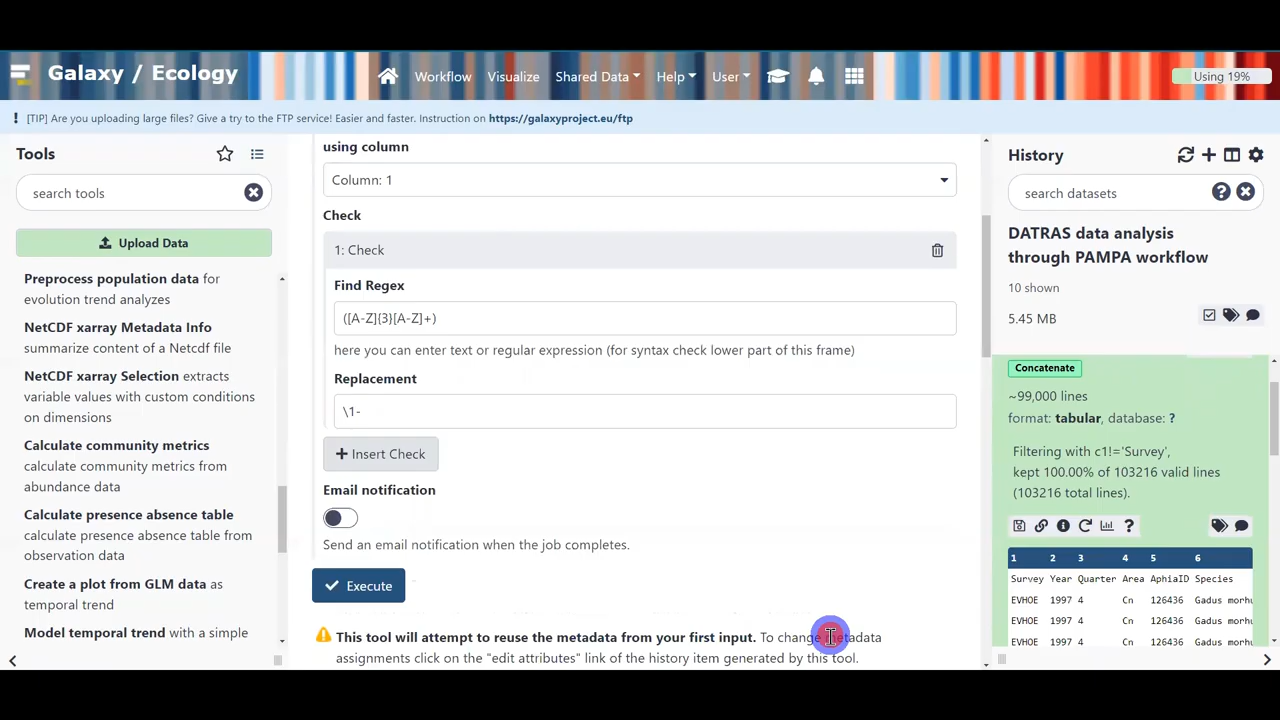 Galaxy / Ecology
Workflow
Visualize
Shared Data
Help
User
Using 19%
! [TIP] Are you uploading large files? Give a try to the FTP service! Easier and faster. Instruction on https://galaxyproject.eu/ftp
Tools
search tools
Upload Data
Preprocess population data for
evolution trend analyzes
NetCDF xarray Metadata Info
summarize content of a Netcdf file
NetCDF xarray Selection extracts
variable values with custom conditions
on dimensions
Calculate community metrics
calculate community metrics from
abundance data
Calculate presence absence table
calculate presence absence table from
observation data
Create a plot from GLM data as
temporal trend
Model temporal trend with a simple
using column
Column: 1
Check
1: Check
Find Regex
([A-Z]{3}[A-Z]+)
here you can enter text or regular expression (for syntax check lower part of this frame)
Replacement
\1-
+ Insert Check
Email notification
Send an email notification when the job completes.
Execute
This tool will attempt to reuse the metadata from your first input. To change metadata
assignments click on the "edit attributes" link of the history item generated by this tool.
History
search datasets
DATRAS data analysis
through PAMPA workflow
10 shown
5.45 MB
Concatenate
~99,000 lines
format: tabular, database: ?
Filtering with c1!='Survey',
kept 100.00% of 103216 valid lines
(103216 total lines).
1 2 3 4 5 6
Survey Year Quarter Area AphiaID Species
EVHOE 1997 4 Cn 126436 Gadus morhu
EVHOE 1997 4 Cn 126436 Gadus morhu
EVHOE 1997 4 Cn 126436 Gadus morhu